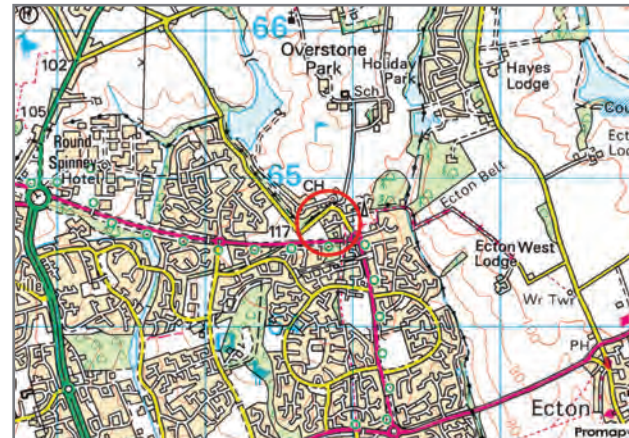 66
Overstone
Park
102
Holiday
Park
Sch
Hayes
Lodge
105
Round
Spinney
Hotel
65
CH
117
Ecton Belt
Ecton West
Lodge
Wr Twr
PH
Ecton